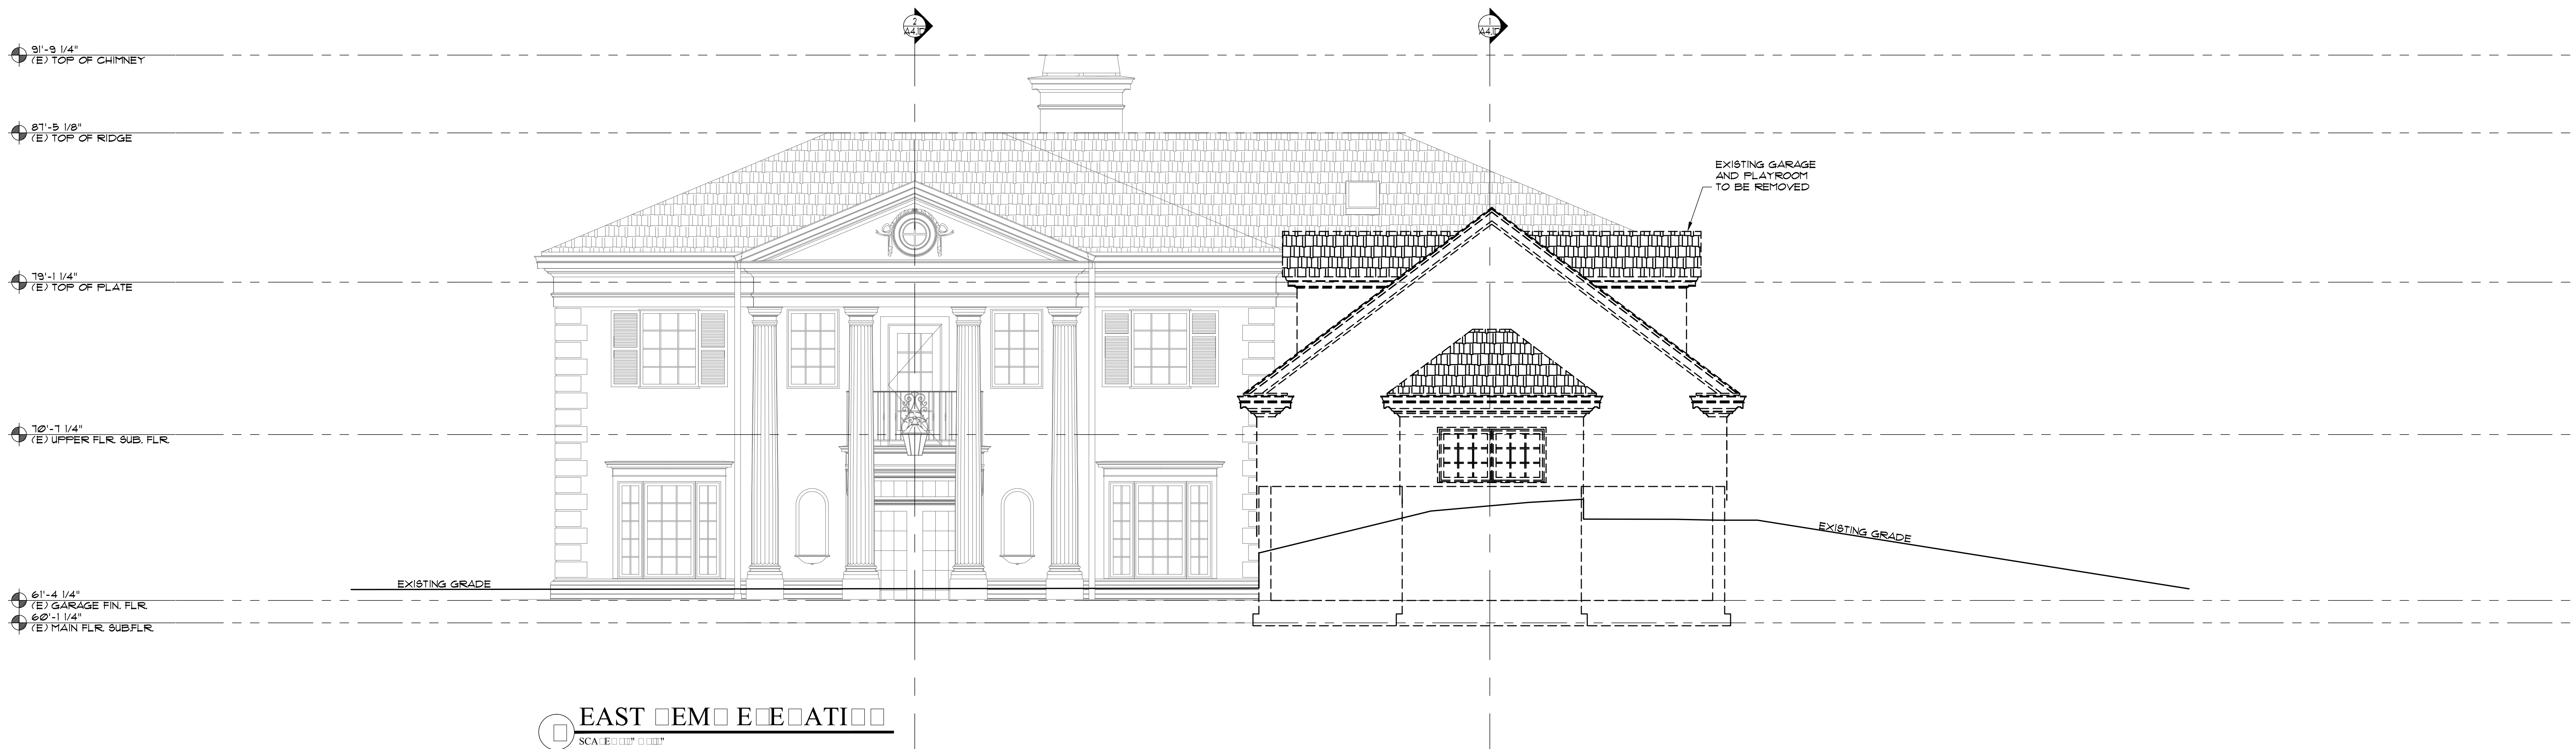 2
A4.1D
1
A4.1D
91'-9 1/4"
(E) TOP OF CHIMNEY
87'-5 1/8"
(E) TOP OF RIDGE
EXISTING GARAGE
AND PLAYROOM
TO BE REMOVED
79'-1 1/4"
(E) TOP OF PLATE
70'-7 1/4"
(E) UPPER FLR. SUB. FLR.
EXISTING GRADE
EXISTING GRADE
61'-4 1/4"
(E) GARAGE FIN. FLR.
60'-1 1/4"
(E) MAIN FLR. SUB.FLR.
EAST